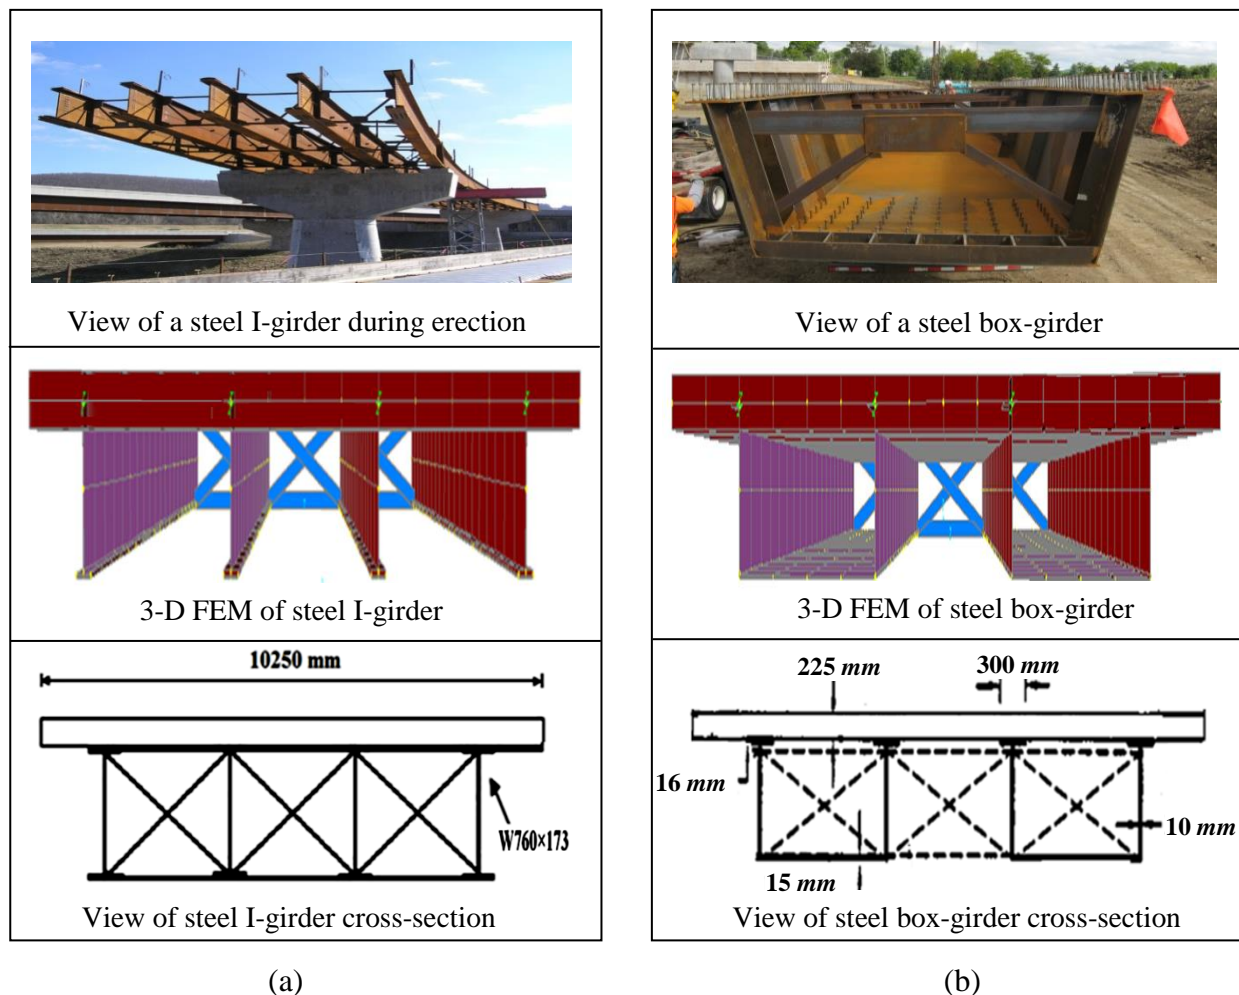 View of a steel I-girder during erection
3-D FEM of steel I-girder
10250 mm
W760×173
View of steel I-girder cross-section
(a)
View of a steel box-girder
3-D FEM of steel box-girder
225 mm
300 mm
16 mm
10 mm
15 mm
View of steel box-girder cross-section
(b)